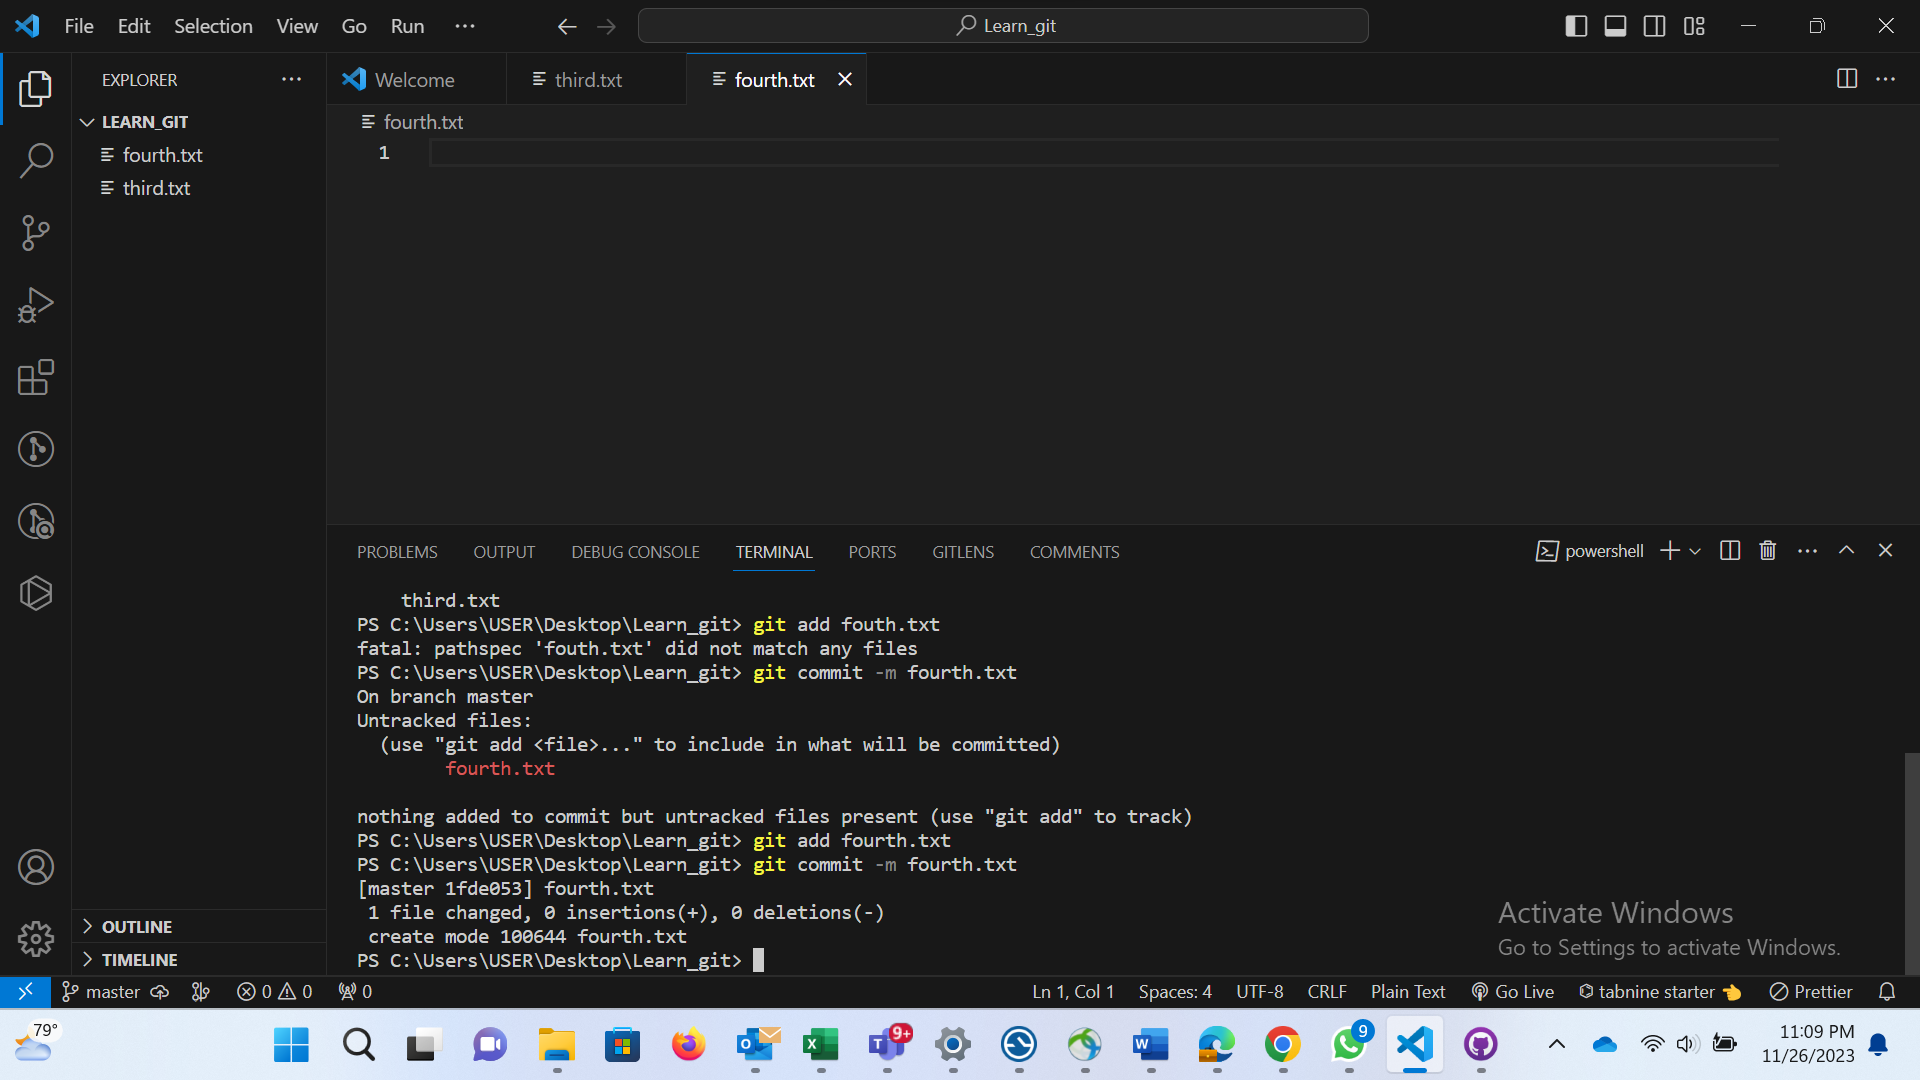 File Edit Selection View Go Run ··· Learn_git
EXPLORER ···
Welcome third.txt fourth.txt
LEARN_GIT
fourth.txt
third.txt
fourth.txt
1
PROBLEMS OUTPUT DEBUG CONSOLE TERMINAL PORTS GITLENS COMMENTS powershell
third.txt
PS C:\Users\USER\Desktop\Learn_git> git add fouth.txt
fatal: pathspec 'fouth.txt' did not match any files
PS C:\Users\USER\Desktop\Learn_git> git commit -m fourth.txt
On branch master
Untracked files:
(use "git add <file>..." to include in what will be committed)
fourth.txt
nothing added to commit but untracked files present (use "git add" to track)
PS C:\Users\USER\Desktop\Learn_git> git add fourth.txt
PS C:\Users\USER\Desktop\Learn_git> git commit -m fourth.txt
[master 1fde053] fourth.txt
1 file changed, 0 insertions(+), 0 deletions(-)
create mode 100644 fourth.txt
PS C:\Users\USER\Desktop\Learn_git>
OUTLINE
TIMELINE
Activate Windows
Go to Settings to activate Windows.
master 0 0 0 Ln 1, Col 1 Spaces: 4 UTF-8 CRLF Plain Text Go Live tabnine starter Prettier
79° 9+ 9 11:09 PM
11/26/2023